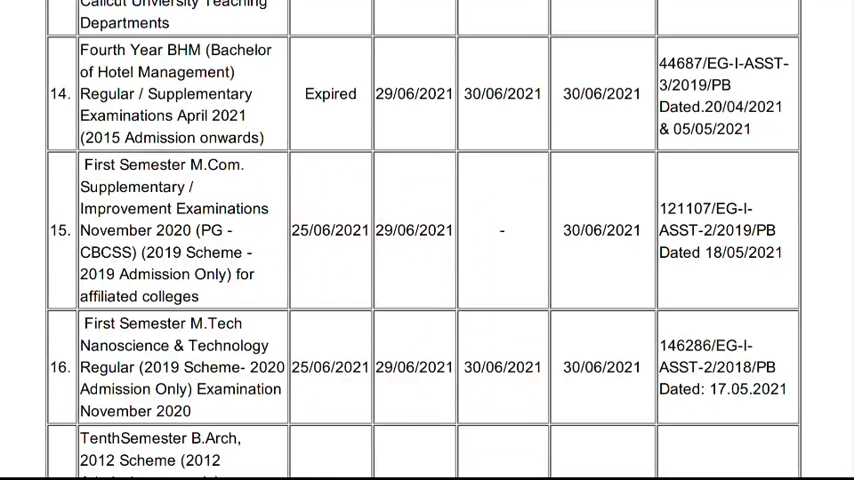 Calicut Unviersity Teaching
Departments
14.
Fourth Year BHM (Bachelor
of Hotel Management)
Regular / Supplementary
Examinations April 2021
(2015 Admission onwards)
Expired
29/06/2021
30/06/2021
30/06/2021
44687/EG-I-ASST-
3/2019/PB
Dated.20/04/2021
& 05/05/2021
15.
First Semester M.Com.
Supplementary /
Improvement Examinations
November 2020 (PG -
CBCSS) (2019 Scheme -
2019 Admission Only) for
affiliated colleges
25/06/2021
29/06/2021
-
30/06/2021
121107/EG-I-
ASST-2/2019/PB
Dated 18/05/2021
16.
First Semester M.Tech
Nanoscience & Technology
Regular (2019 Scheme- 2020
Admission Only) Examination
November 2020
25/06/2021
29/06/2021
30/06/2021
30/06/2021
146286/EG-I-
ASST-2/2018/PB
Dated: 17.05.2021
TenthSemester B.Arch,
2012 Scheme (2012